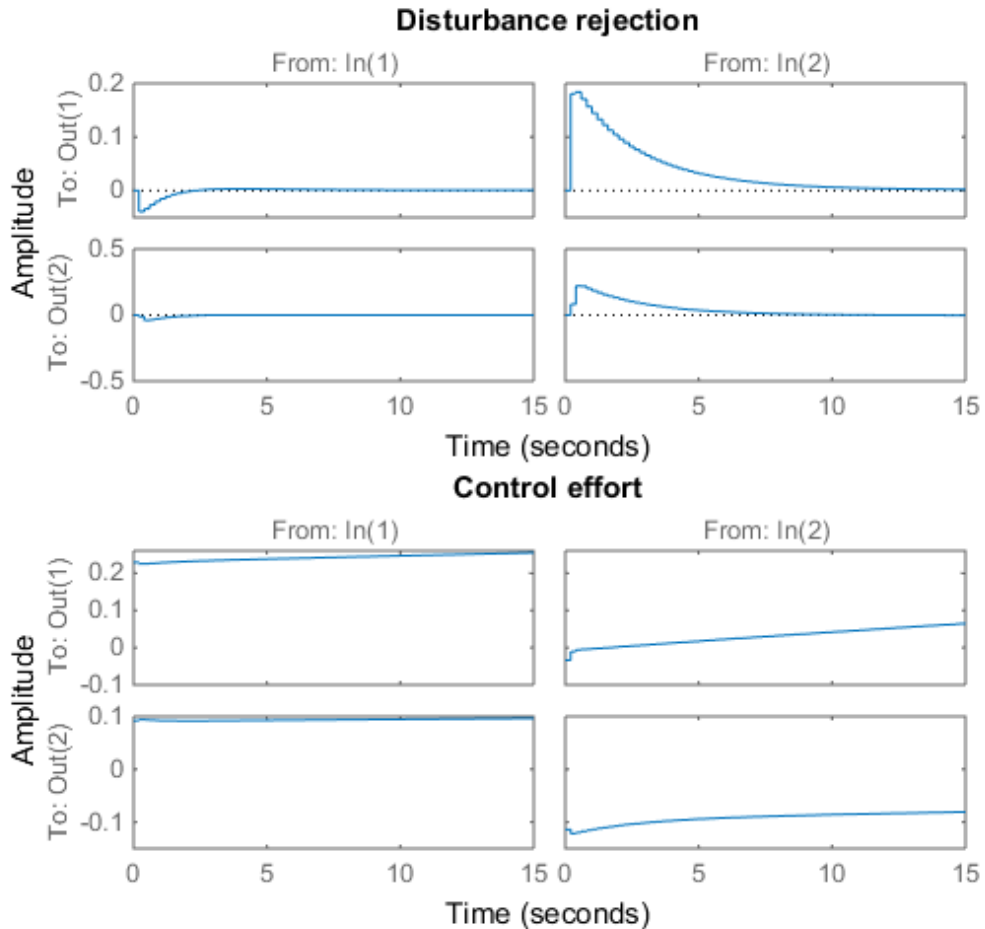 Disturbance rejection
From: In(1) From: In(2)
Amplitude
To: Out(1)
0.2
0.1
0
To: Out(2)
0.5
0
-0.5
0 5 10 15 0 5 10 15
Time (seconds)
Control effort
From: In(1) From: In(2)
Amplitude
To: Out(1)
0.2
0.1
0
-0.1
To: Out(2)
0.1
0
-0.1
0 5 10 15 0 5 10 15
Time (seconds)